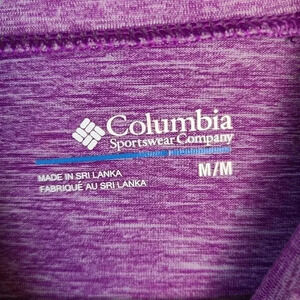 Columbia
Sportswear Company
MADE IN SRI LANKA
FABRIQUÉ AU SRI LANKA
M/M